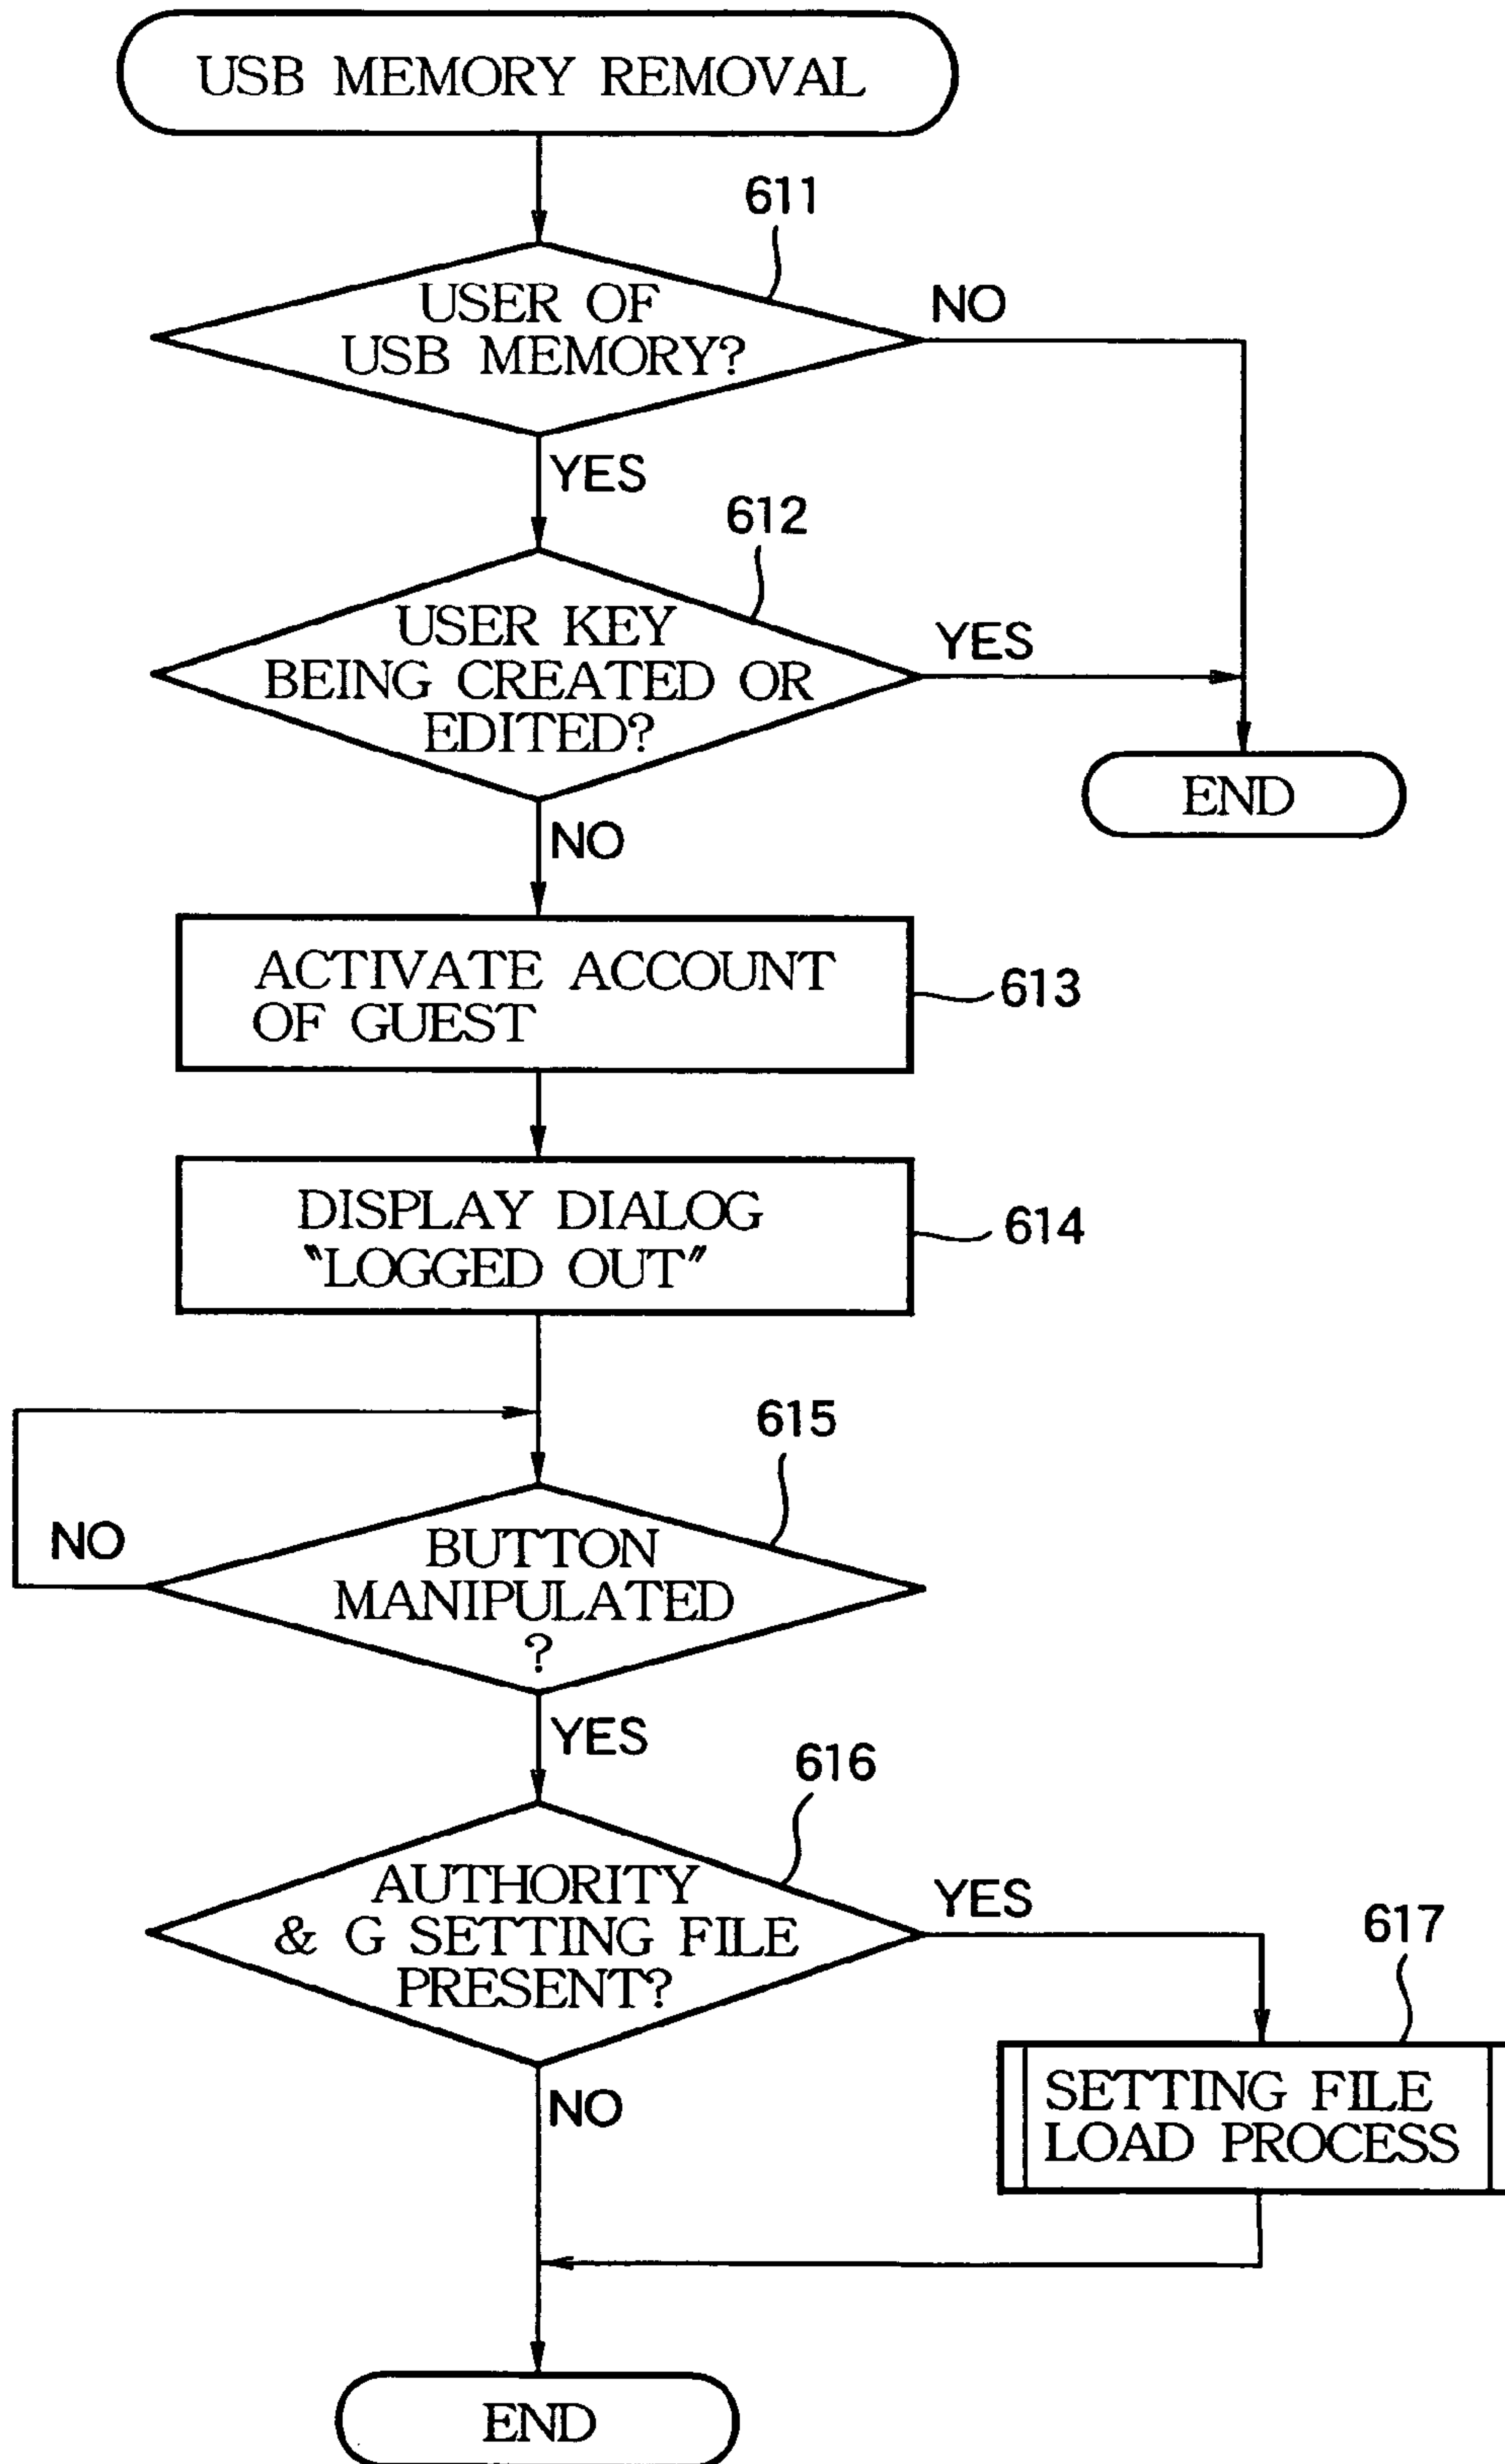 USB MEMORY REMOVAL
611
USER OF
USB MEMORY?
NO
YES
612
USER KEY
BEING CREATED OR
EDITED?
YES
END
NO
ACTIVATE ACCOUNT
OF GUEST
613
DISPLAY DIALOG
"LOGGED OUT"
614
615
NO
BUTTON
MANIPULATED
?
YES
616
AUTHORITY
& G SETTING FILE
PRESENT?
YES
617
SETTING FILE
LOAD PROCESS
NO
END